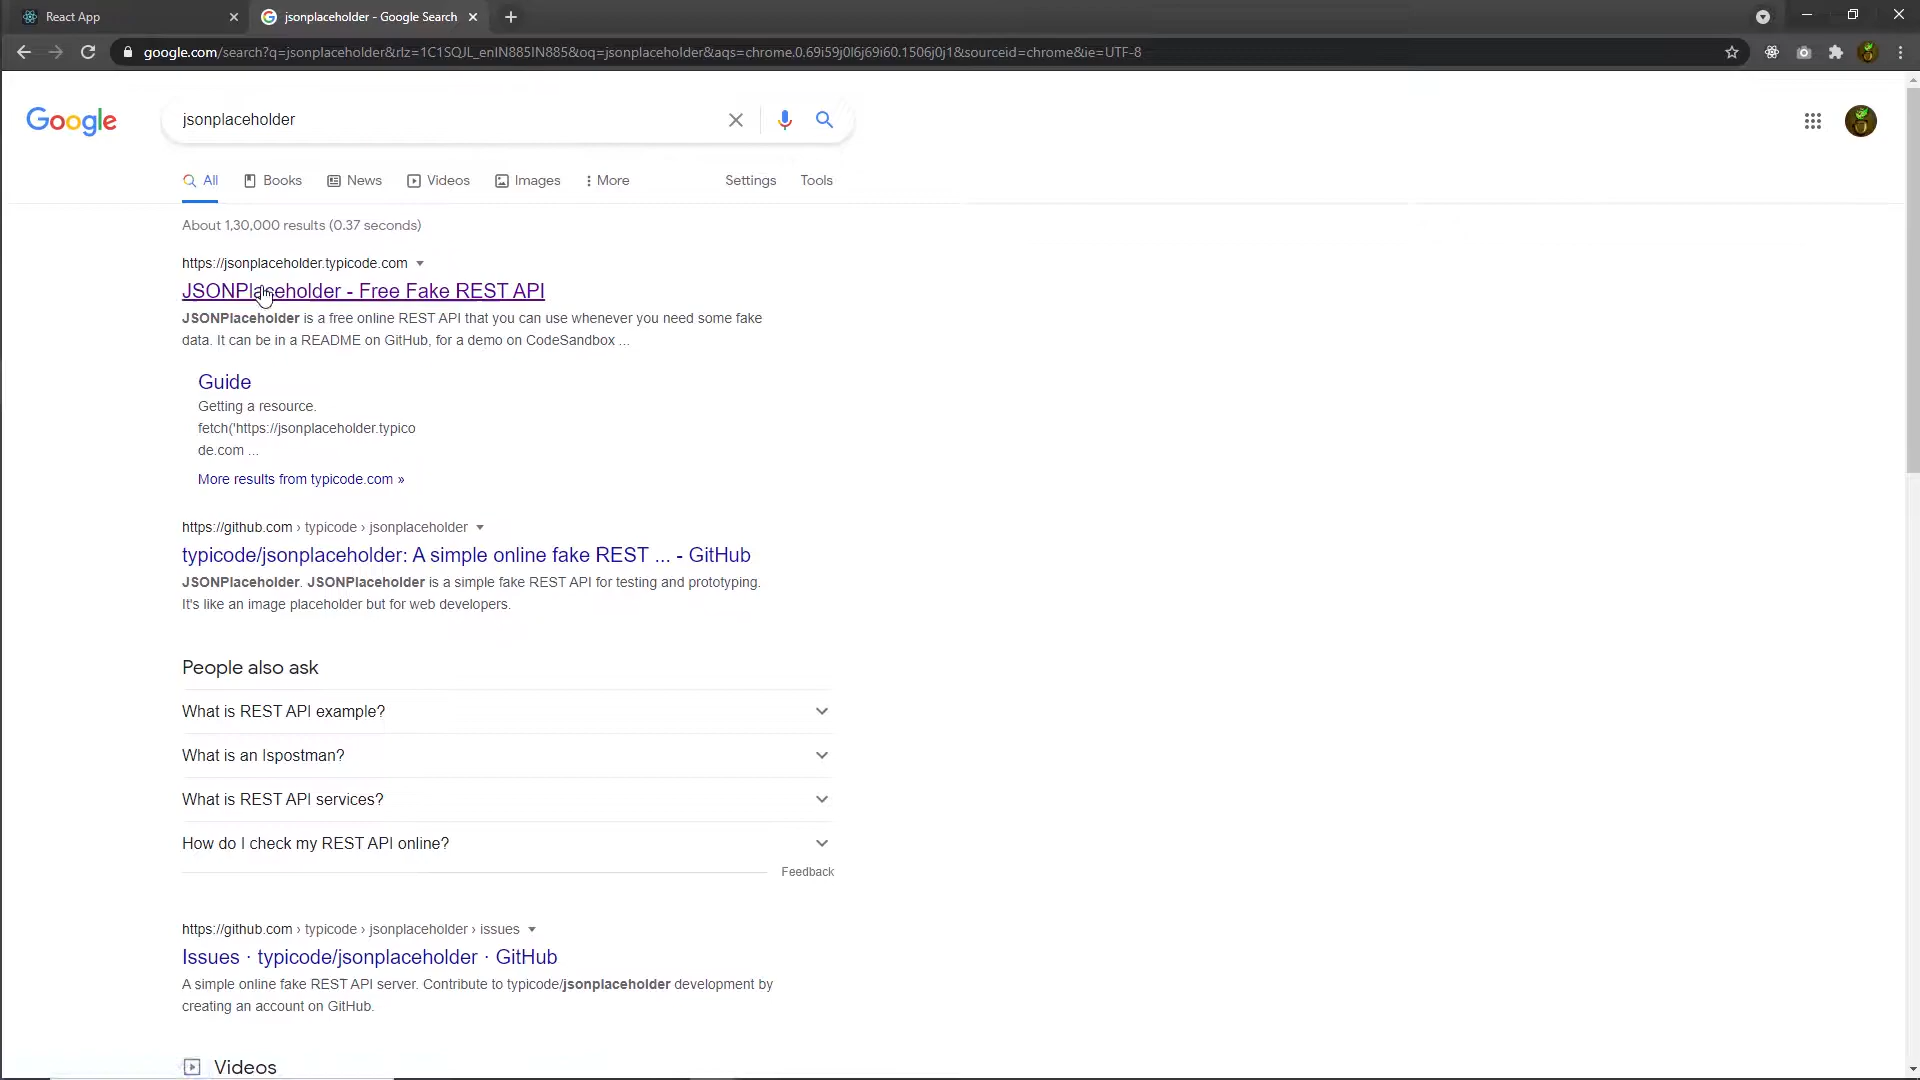 React App
jsonplaceholder - Google Search
google.com/search?q=jsonplaceholder&rlz=1C1SQJL_enIN885IN885&oq=jsonplaceholder&aqs=chrome.0.69i59j0l6j69i60.1506j0j1&sourceid=chrome&ie=UTF-8
Google
jsonplaceholder
All Books News Videos Images More Settings Tools
About 1,30,000 results (0.37 seconds)
https://jsonplaceholder.typicode.com
JSONPlaceholder - Free Fake REST API
JSONPlaceholder is a free online REST API that you can use whenever you need some fake
data. It can be in a README on GitHub, for a demo on CodeSandbox ...
Guide
Getting a resource.
fetch('https://jsonplaceholder.typico
de.com ...
More results from typicode.com »
https://github.com › typicode › jsonplaceholder
typicode/jsonplaceholder: A simple online fake REST ... - GitHub
JSONPlaceholder. JSONPlaceholder is a simple fake REST API for testing and prototyping.
It's like an image placeholder but for web developers.
People also ask
What is REST API example?
What is an Ispostman?
What is REST API services?
How do I check my REST API online?
Feedback
https://github.com › typicode › jsonplaceholder › issues
Issues · typicode/jsonplaceholder · GitHub
A simple online fake REST API server. Contribute to typicode/jsonplaceholder development by
creating an account on GitHub.
Videos